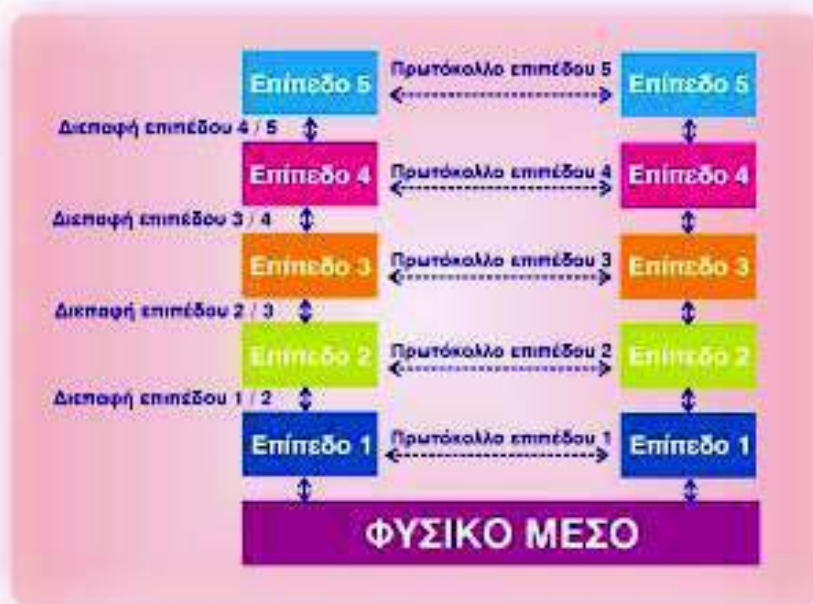 Επίπεδο 5 Πρωτόκολλο επιπέδου 5 Επίπεδο 5
Διεπαφή επιπέδου 4 / 5
Επίπεδο 4 Πρωτόκολλο επιπέδου 4 Επίπεδο 4
Διεπαφή επιπέδου 3 / 4
Επίπεδο 3 Πρωτόκολλο επιπέδου 3 Επίπεδο 3
Διεπαφή επιπέδου 2 / 3
Επίπεδο 2 Πρωτόκολλο επιπέδου 2 Επίπεδο 2
Διεπαφή επιπέδου 1 / 2
Επίπεδο 1 Πρωτόκολλο επιπέδου 1 Επίπεδο 1
ΦΥΣΙΚΟ ΜΕΣΟ